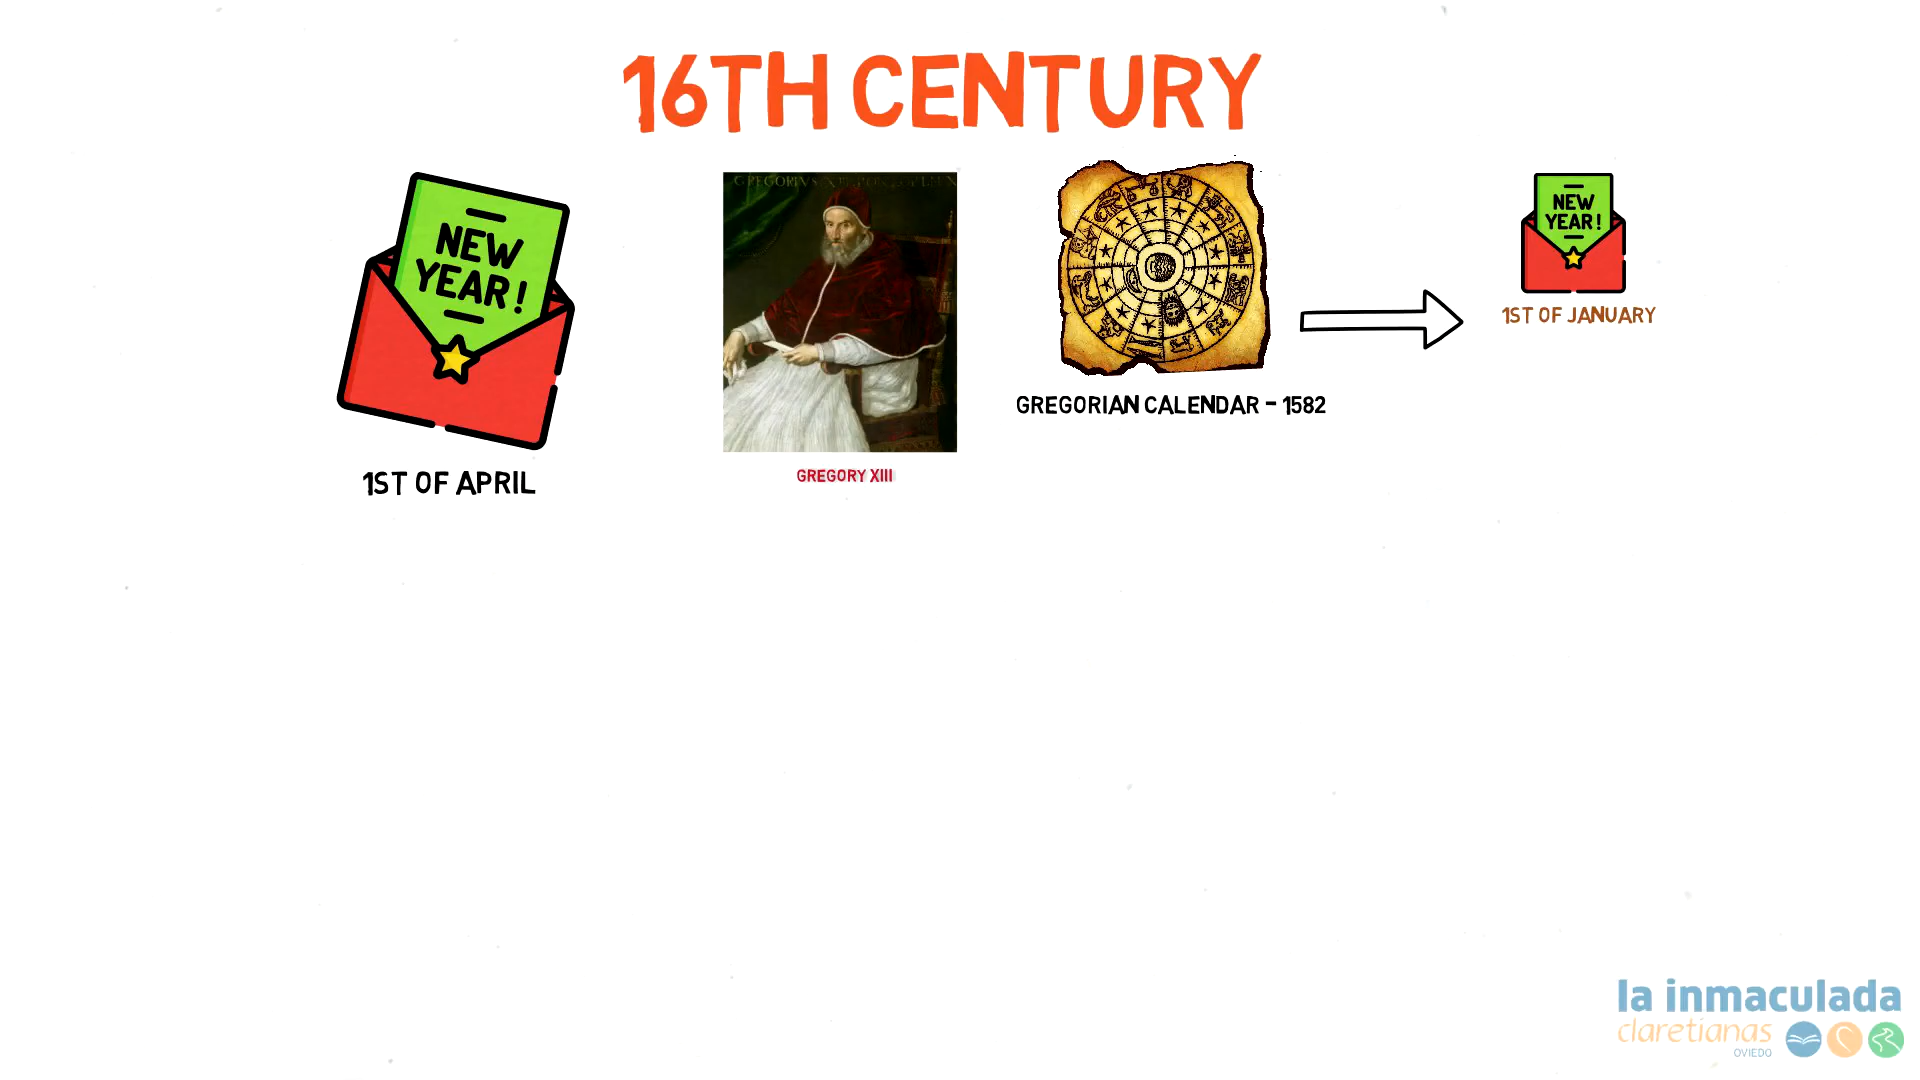 16TH CENTURY
NEW
YEAR!
1ST OF APRIL
GREGORY XIII
GREGORIAN CALENDAR - 1582
NEW
YEAR!
1ST OF JANUARY
la inmaculada
claretianas
OVIEDO